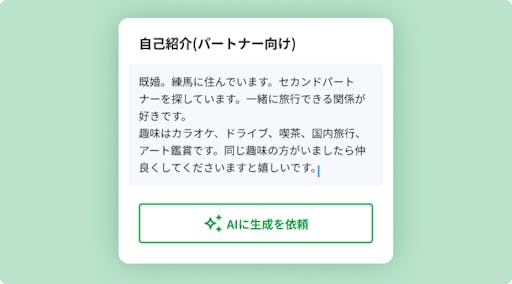 自己紹介(パートナー向け)
既婚。練馬に住んでいます。セカンドパート
ナーを探しています。一緒に旅行できる関係が
好きです。
趣味はカラオケ、ドライブ、喫茶、国内旅行、
アート鑑賞です。同じ趣味の方がいましたら仲
良くしてくださいますと嬉しいです。
AIに生成を依頼